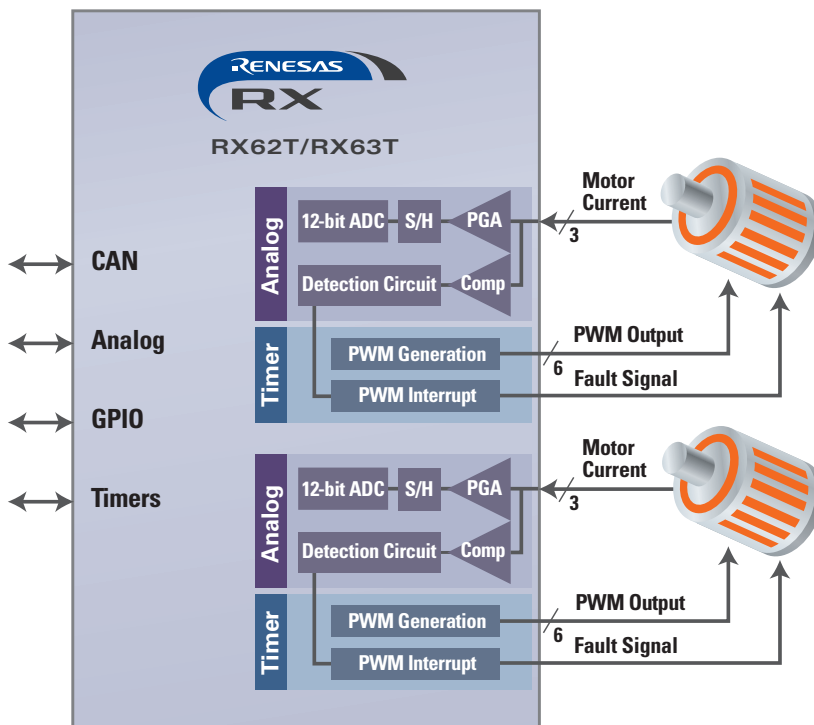 RENESAS
RX
RX62T/RX63T
CAN
Analog
GPIO
Timers
Analog
12-bit ADC
S/H
PGA
Detection Circuit
Comp
Timer
PWM Generation
PWM Interrupt
Motor
Current
3
PWM Output
6
Fault Signal
Analog
12-bit ADC
S/H
PGA
Detection Circuit
Comp
Timer
PWM Generation
PWM Interrupt
Motor
Current
3
PWM Output
6
Fault Signal